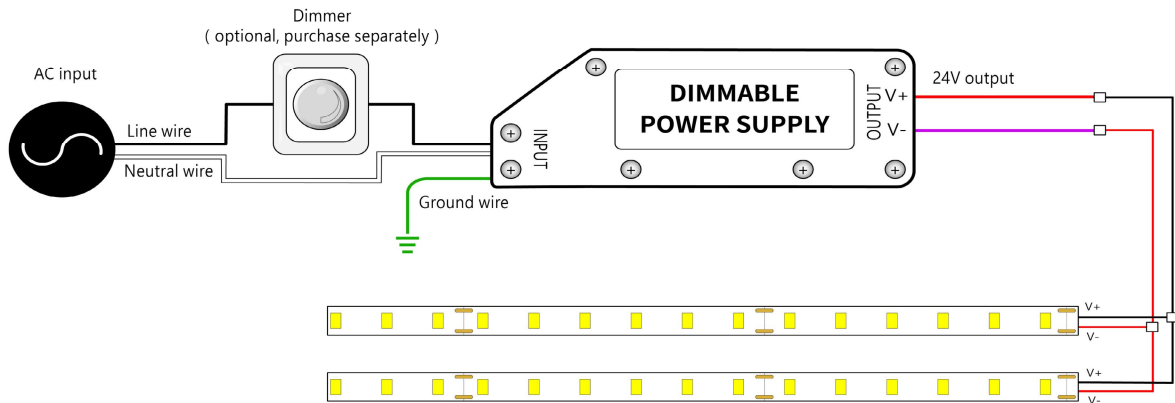 Dimmer
( optional, purchase separately )
AC input
Line wire
Neutral wire
Ground wire
INPUT
DIMMABLE
POWER SUPPLY
OUTPUT
V+
V-
24V output
V+
V-
V+
V-